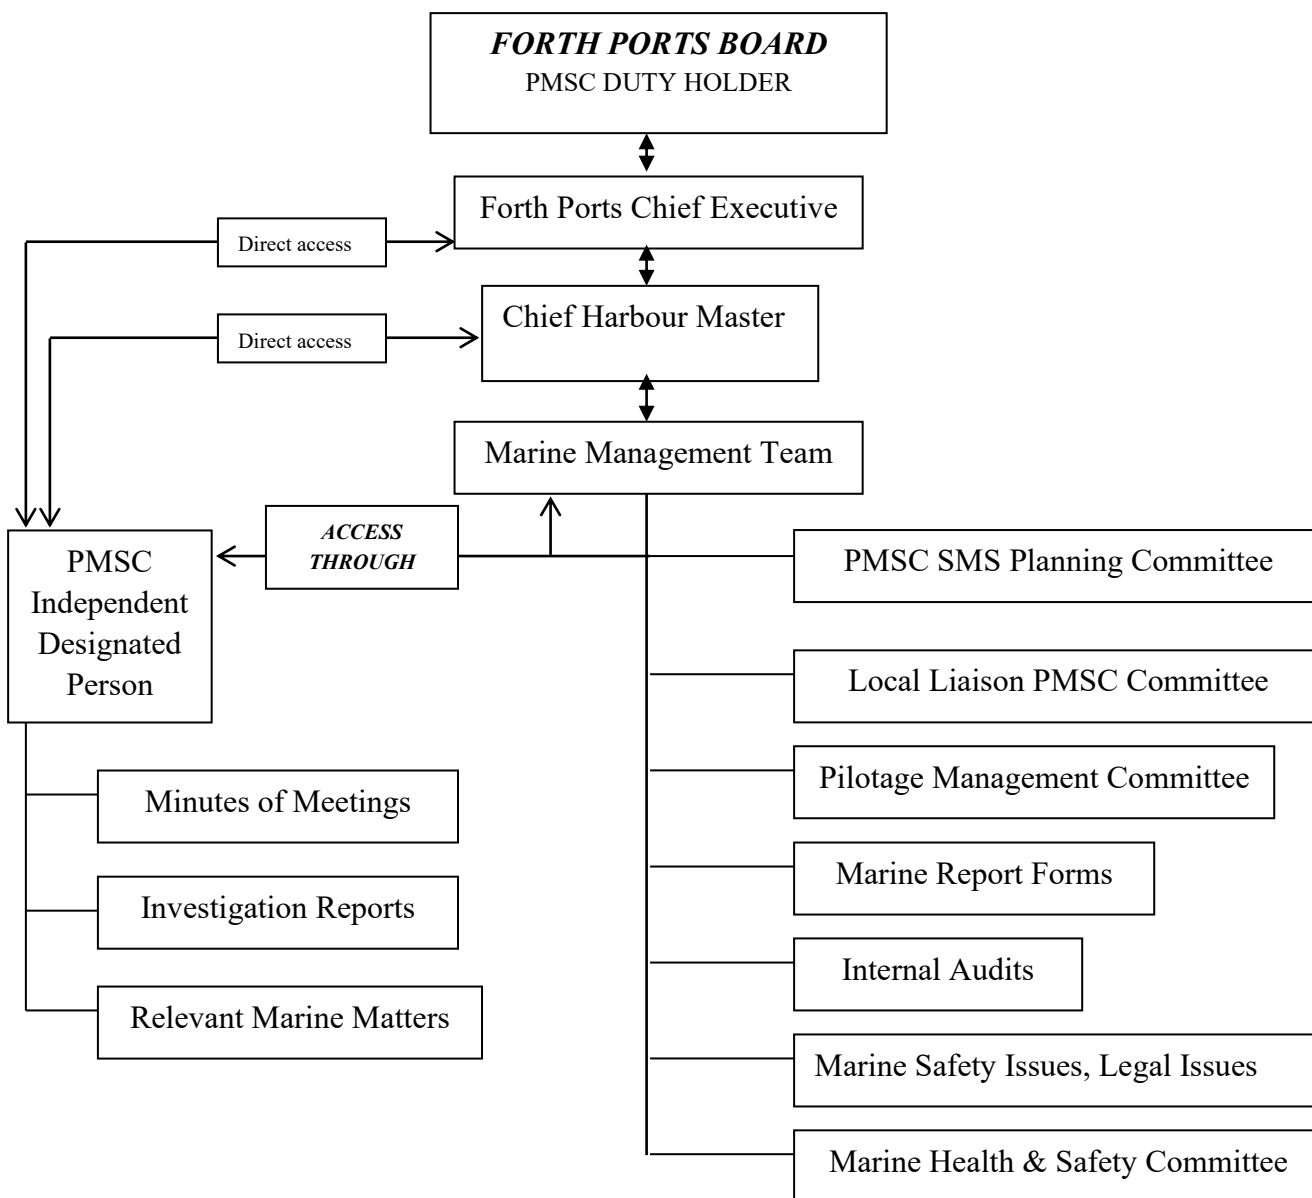 FORTH PORTS BOARD
PMSC DUTY HOLDER
Forth Ports Chief Executive
Direct access
Chief Harbour Master
Direct access
Marine Management Team
ACCESS
THROUGH
PMSC
Independent
Designated
Person
PMSC SMS Planning Committee
Local Liaison PMSC Committee
Pilotage Management Committee
Minutes of Meetings
Marine Report Forms
Investigation Reports
Internal Audits
Relevant Marine Matters
Marine Safety Issues, Legal Issues
Marine Health & Safety Committee